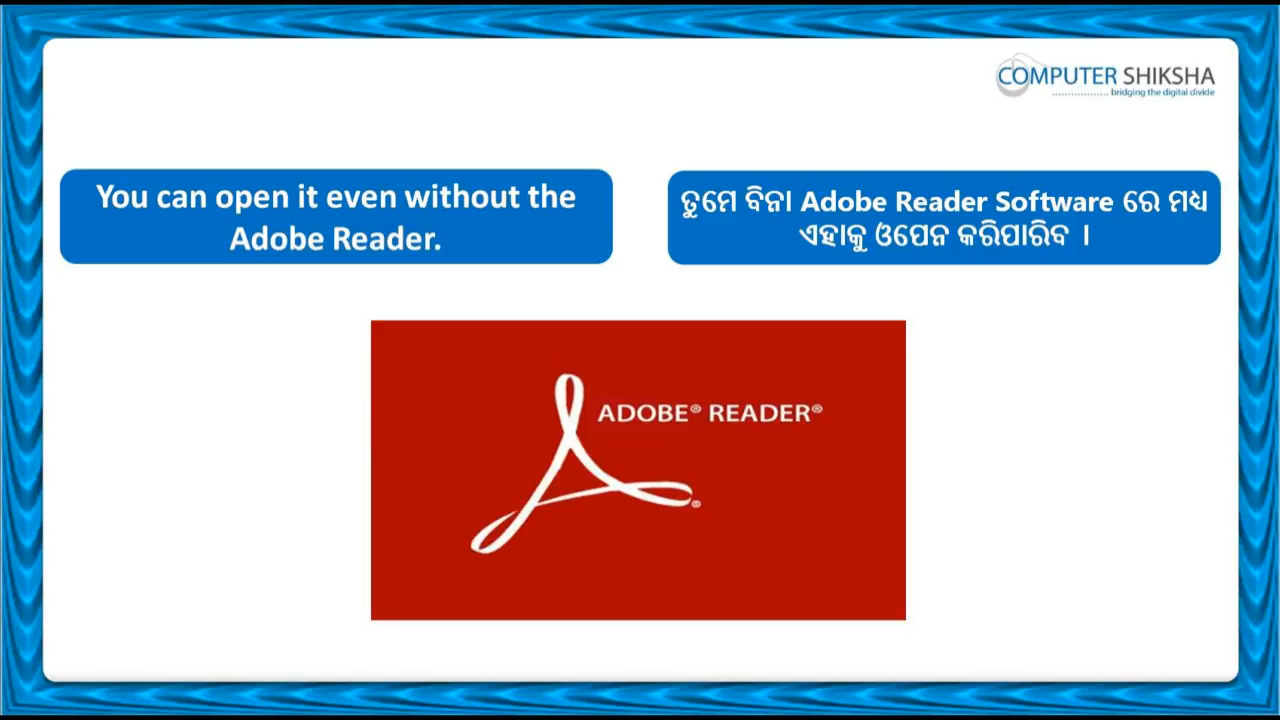 COMPUTER SHIKSHA
.................. bridging the digital divide
You can open it even without the
Adobe Reader.
ତୁମେ ବିନା Adobe Reader Software ରେ ମଧ୍ୟ
ଏହାକୁ ଓପେନ କରିପାରିବ ।
ADOBE® READER®
®